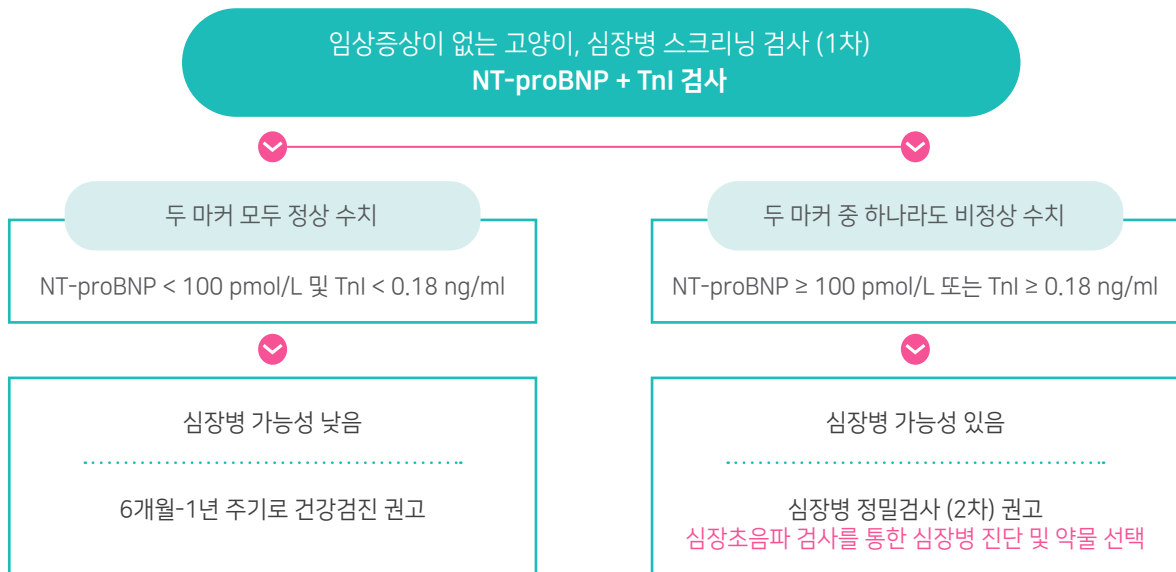 임상증상이 없는 고양이, 심장병 스크리닝 검사 (1차)
NT-proBNP + TnI 검사
두 마커 모두 정상 수치
NT-proBNP < 100 pmol/L 및 TnI < 0.18 ng/ml
심장병 가능성 낮음
6개월-1년 주기로 건강검진 권고
두 마커 중 하나라도 비정상 수치
NT-proBNP ≥ 100 pmol/L 또는 TnI ≥ 0.18 ng/ml
심장병 가능성 있음
심장병 정밀검사 (2차) 권고
심장초음파 검사를 통한 심장병 진단 및 약물 선택